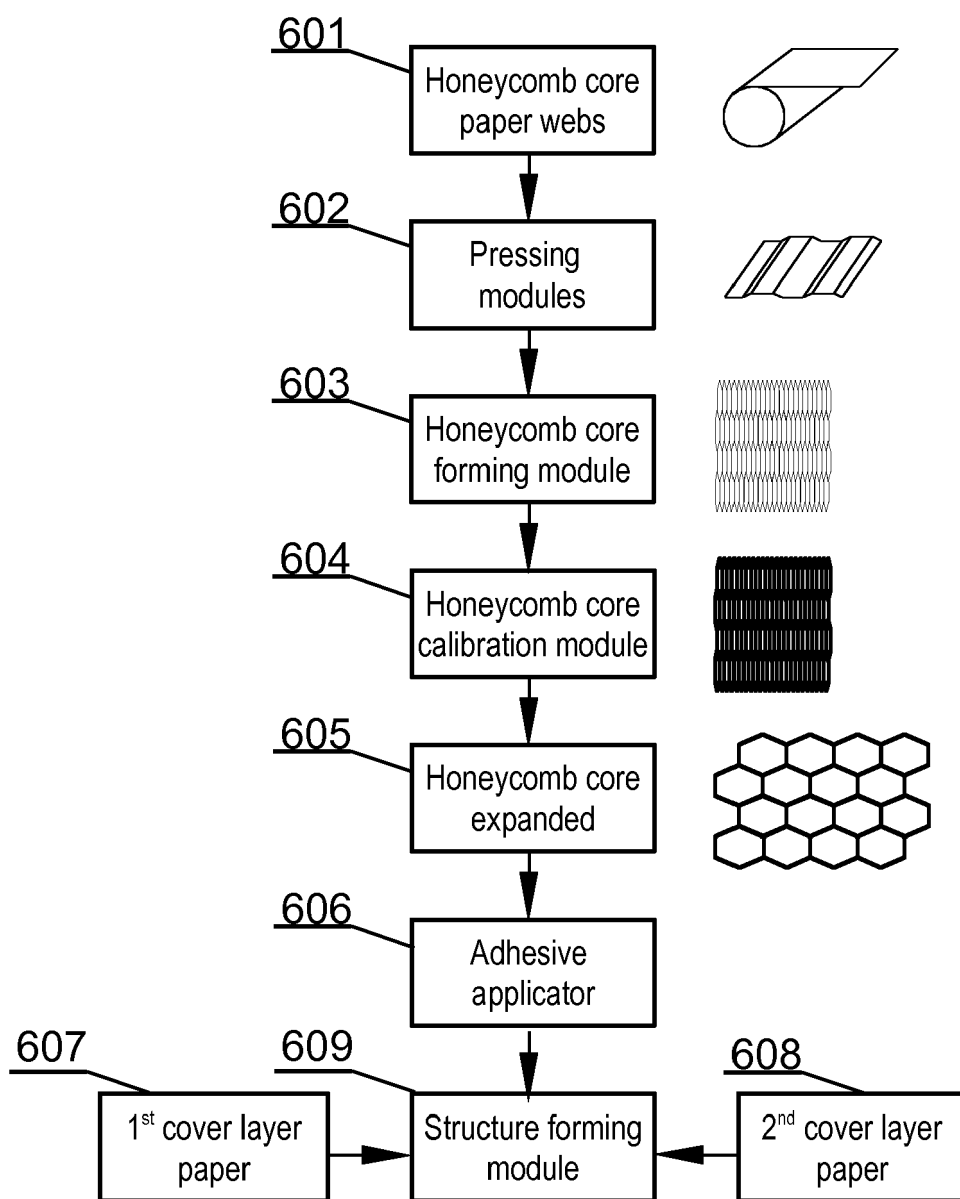 601
Honeycomb core
paper webs
602
Pressing
modules
603
Honeycomb core
forming module
604
Honeycomb core
calibration module
605
Honeycomb core
expanded
606
Adhesive
applicator
607
1st cover layer
paper
609
Structure forming
module
608
2nd cover layer
paper